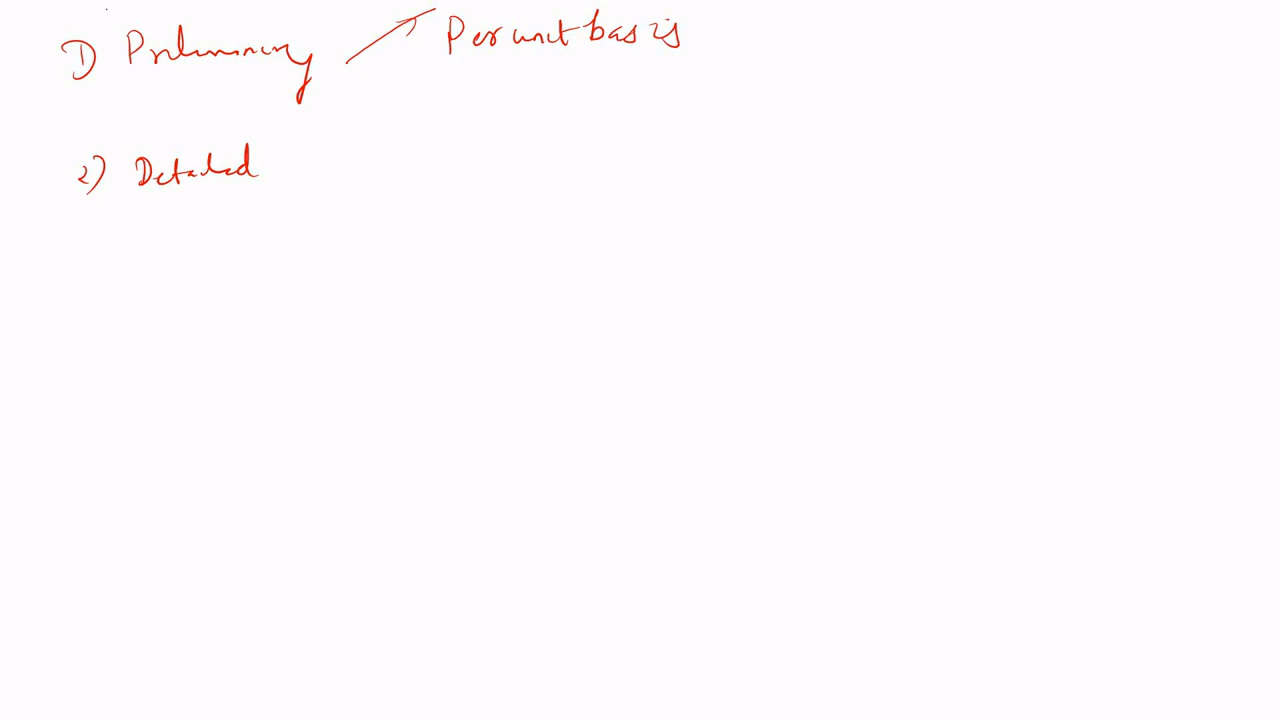 1) Preliminary → Per unit basis
2) Detailed